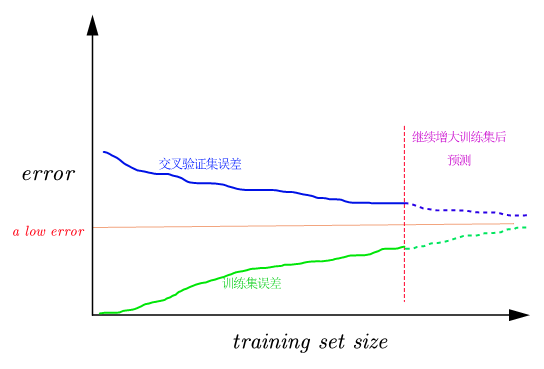 继续增大训练集后
预测
交叉验证集误差
error
a low error
训练集误差
training set size